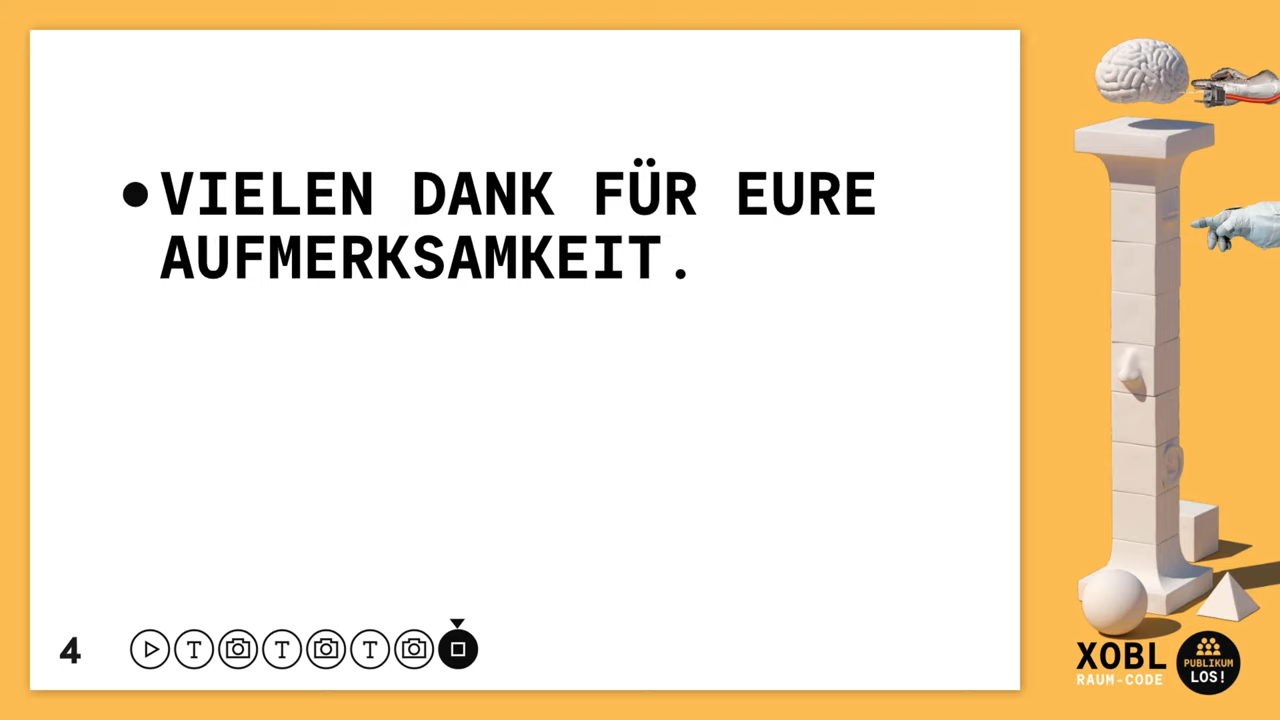 • VIELEN DANK FÜR EURE
AUFMERKSAMKEIT.
4
T
T
T
XOBL
RAUM-CODE
PUBLIKUM
LOS!